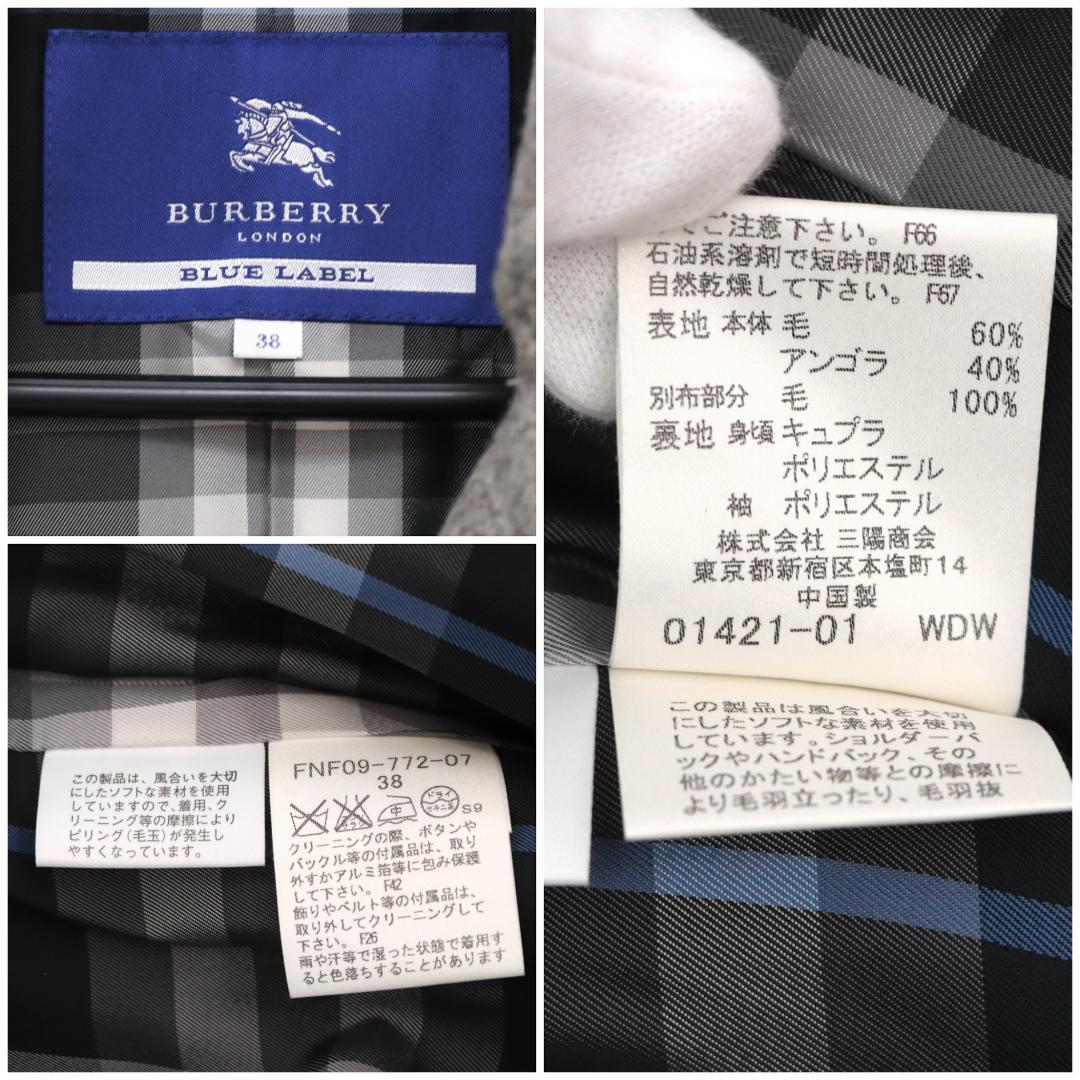 BURBERRY
LONDON
BLUE LABEL
38
てご注意下さい。 F66
石油系溶剤で短時間処理後、
自然乾燥して下さい。 F67
表地 本体 毛 60%
アンゴラ 40%
別布部分 毛 100%
裏地 身頃 キュプラ
ポリエステル
袖 ポリエステル
株式会社 三陽商会
東京都新宿区本塩町14
中国製
01421-01 WDW
この製品は風合いを大切
にしたソフトな素材を使用
しています。ショルダーバ
ックやハンドバック、その
他のかたい物等との摩擦に
より毛羽立ったり、毛羽抜
この製品は、風合いを大切
にしたソフトな素材を使用
していますので、着用、ク
リーニング等の摩擦により
ピリング(毛玉)が発生し
やすくなっています。
FNF09-772-07
38
中 ドライ セキユ系 S9
クリーニングの際、ボタンや
バックル等の付属品は、取り
外すかアルミ箔等に包み保護
して下さい。 F42
飾りやベルト等の付属品は、
取り外してクリーニングして
下さい。 F26
雨や汗等で湿った状態で着用す
ると色落ちすることがあります